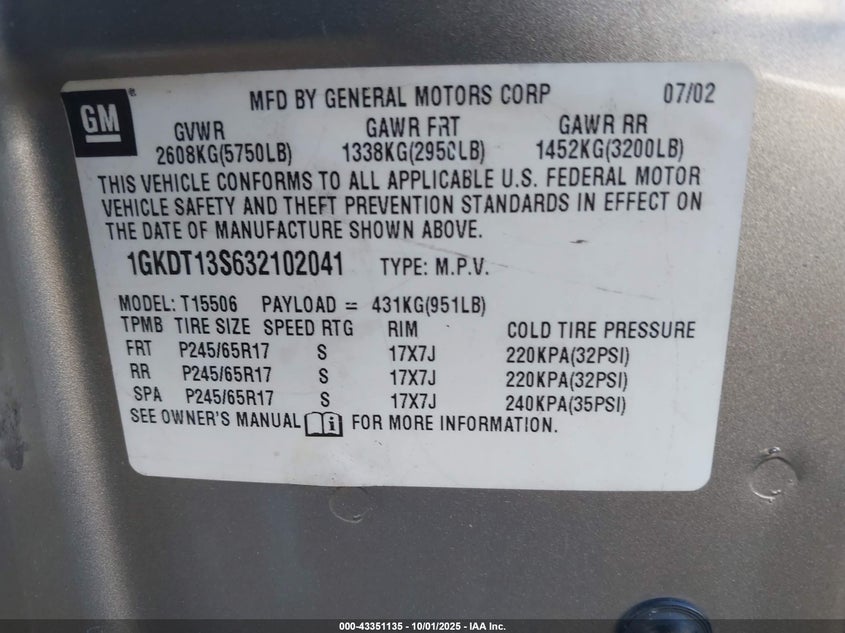 GM®
MFD BY GENERAL MOTORS CORP 07/02
GVWR GAWR FRT GAWR RR
2608KG(5750LB) 1338KG(2950LB) 1452KG(3200LB)
THIS VEHICLE CONFORMS TO ALL APPLICABLE U.S. FEDERAL MOTOR
VEHICLE SAFETY AND THEFT PREVENTION STANDARDS IN EFFECT ON
THE DATE OF MANUFACTURE SHOWN ABOVE.
1GKDT13S632102041 TYPE: M.P.V.
MODEL: T15506 PAYLOAD = 431KG(951LB)
TPMB TIRE SIZE SPEED RTG RIM COLD TIRE PRESSURE
FRT P245/65R17 S 17X7J 220KPA(32PSI)
RR P245/65R17 S 17X7J 220KPA(32PSI)
SPA P245/65R17 S 17X7J 240KPA(35PSI)
SEE OWNER'S MANUAL i FOR MORE INFORMATION.
000-43351135 - 10/01/2025 - IAA Inc.